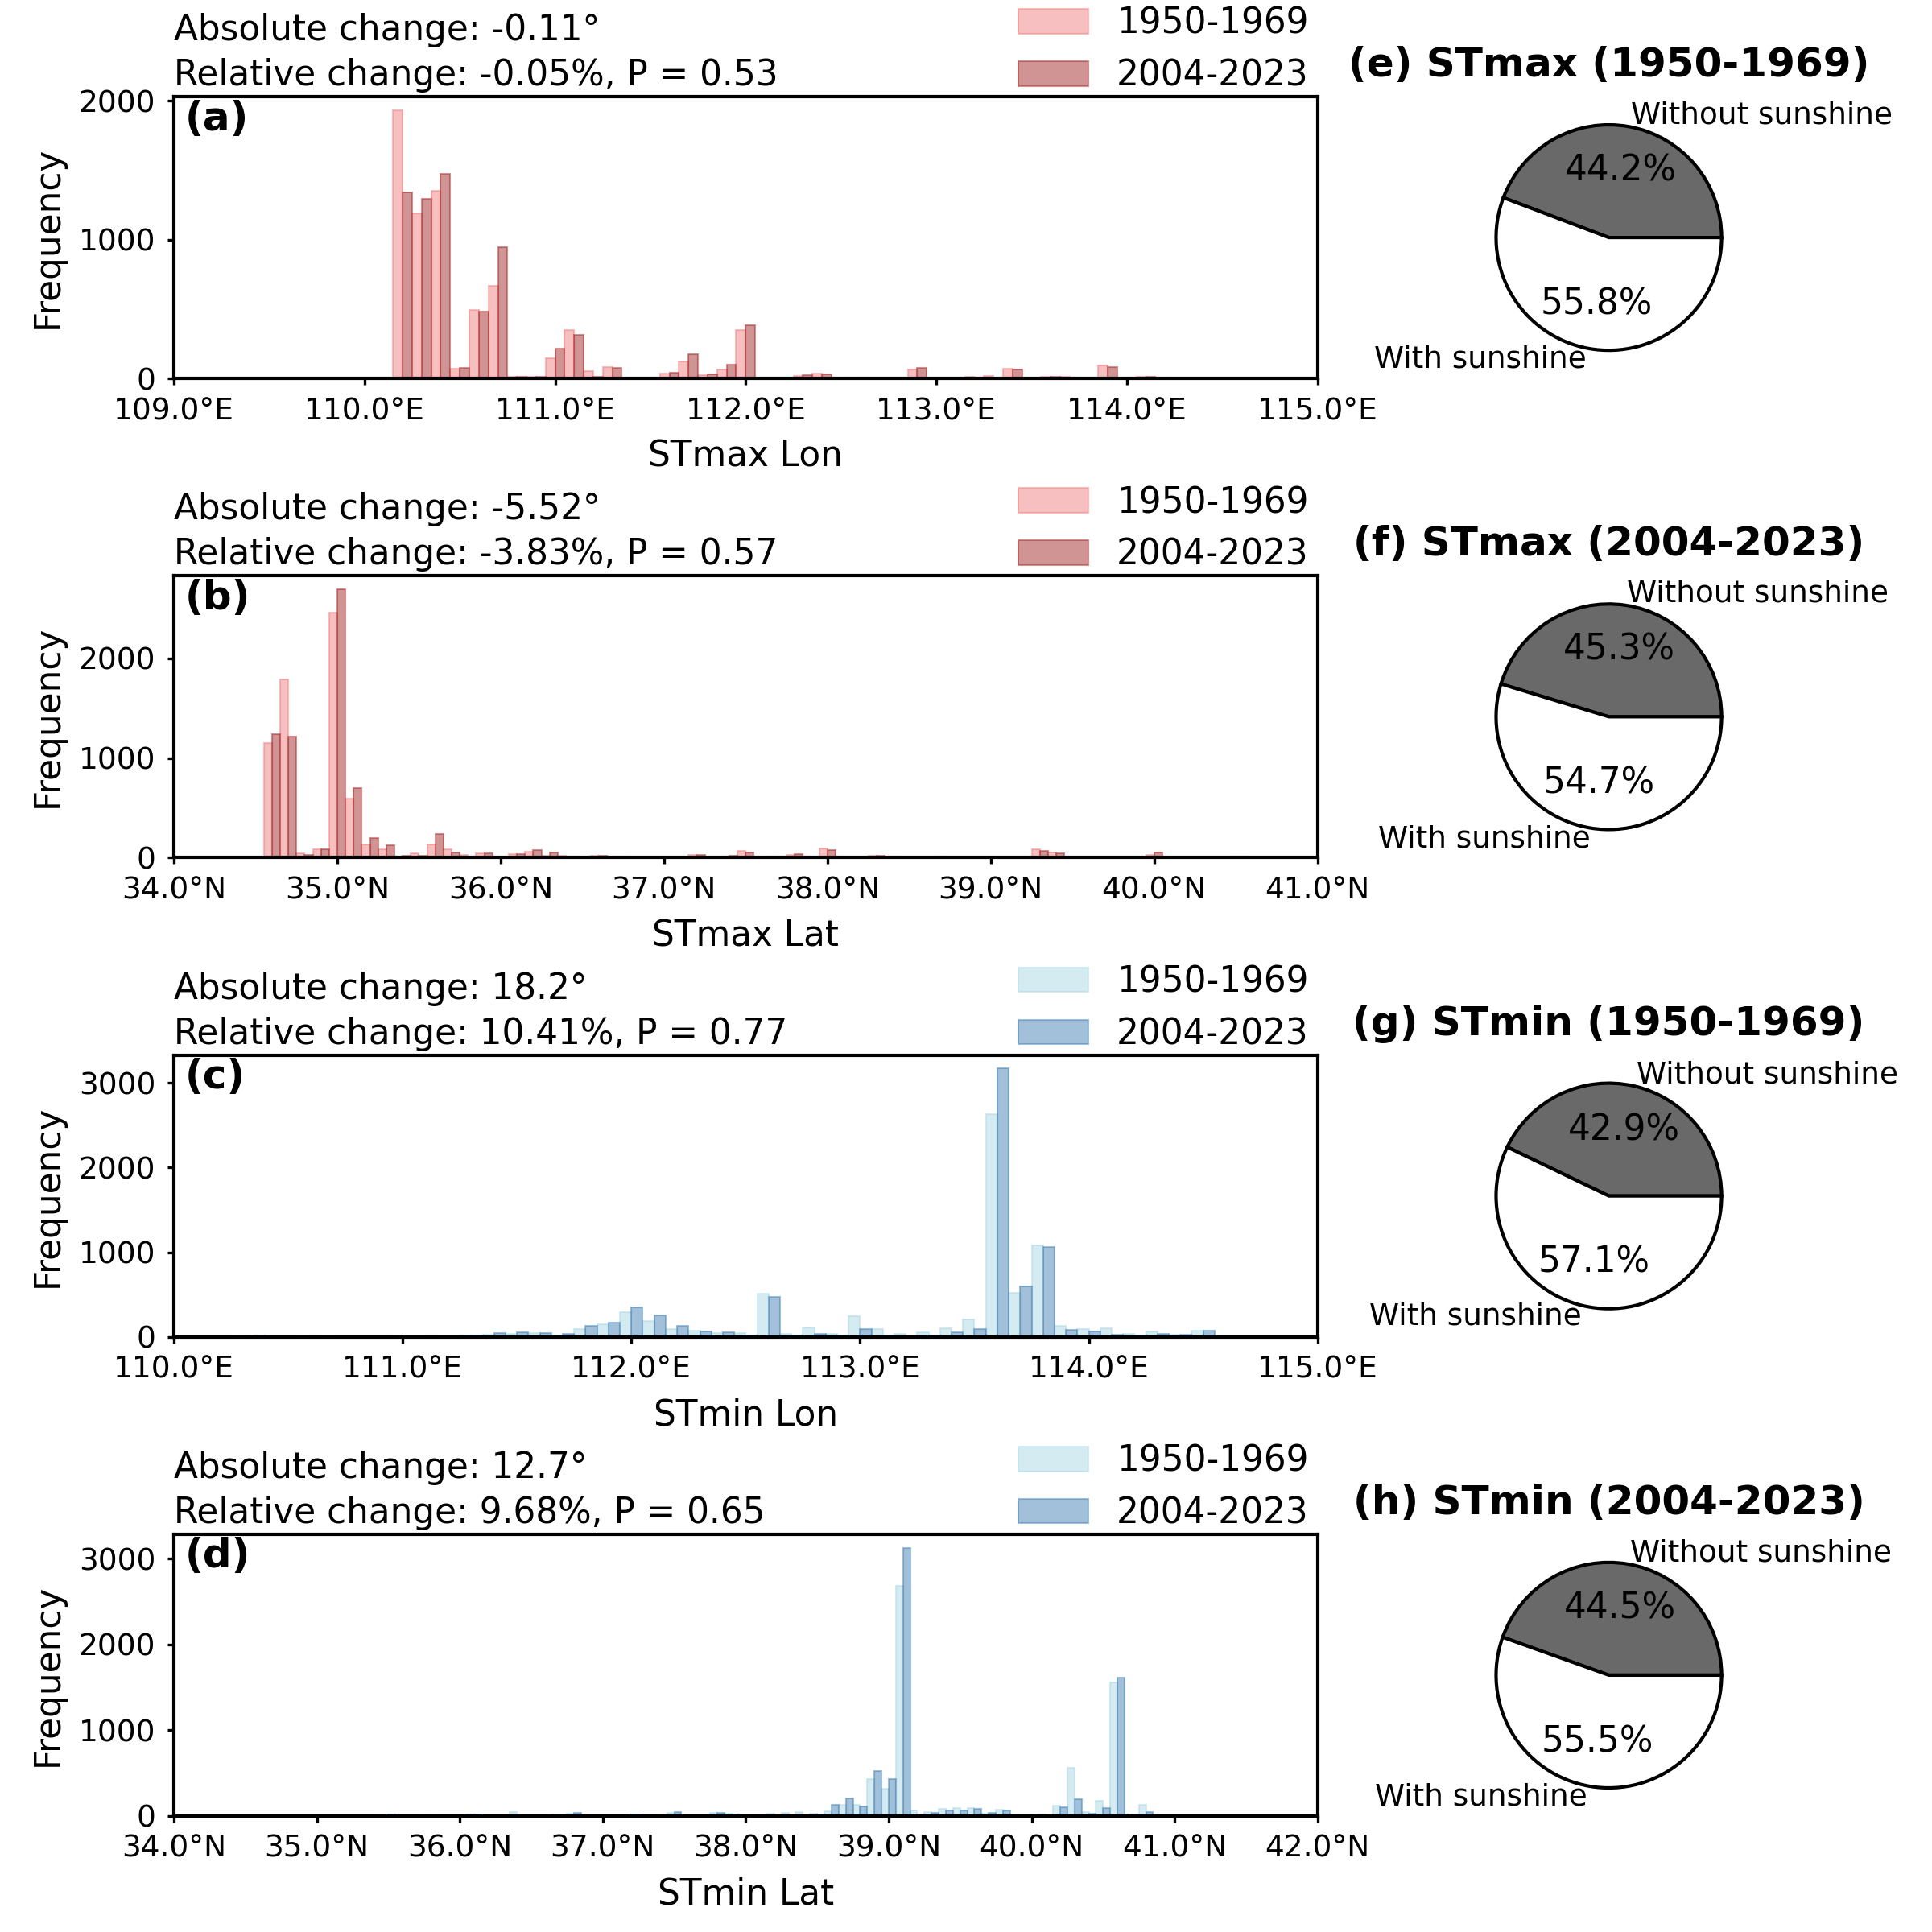 Absolute change: -0.11°
Relative change: -0.05%, P = 0.53
1950-1969
2004-2023
(a)
Frequency
2000
1000
0
109.0°E 110.0°E 111.0°E 112.0°E 113.0°E 114.0°E 115.0°E
STmax Lon
(e) STmax (1950-1969)
Without sunshine
44.2%
55.8%
With sunshine
Absolute change: -5.52°
Relative change: -3.83%, P = 0.57
1950-1969
2004-2023
(b)
Frequency
2000
1000
0
34.0°N 35.0°N 36.0°N 37.0°N 38.0°N 39.0°N 40.0°N 41.0°N
STmax Lat
(f) STmax (2004-2023)
Without sunshine
45.3%
54.7%
With sunshine
Absolute change: 18.2°
Relative change: 10.41%, P = 0.77
1950-1969
2004-2023
(c)
Frequency
3000
2000
1000
0
110.0°E 111.0°E 112.0°E 113.0°E 114.0°E 115.0°E
STmin Lon
(g) STmin (1950-1969)
Without sunshine
42.9%
57.1%
With sunshine
Absolute change: 12.7°
Relative change: 9.68%, P = 0.65
1950-1969
2004-2023
(d)
Frequency
3000
2000
1000
0
34.0°N 35.0°N 36.0°N 37.0°N 38.0°N 39.0°N 40.0°N 41.0°N 42.0°N
STmin Lat
(h) STmin (2004-2023)
Without sunshine
44.5%
55.5%
With sunshine